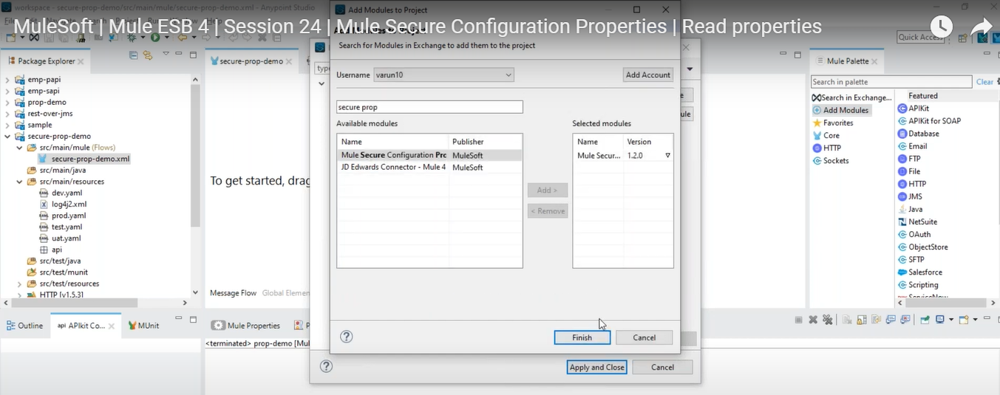 workspace - secure-prop-demo/src/main/mule/secure-prop-demo.xml - Anypoint Studio
MuleSoft | Mule ESB 4 | Session 24 | Mule Secure Configuration Properties | Read properties
Quick Access
Package Explorer
emp-papi
emp-sapi
prop-demo
rest-over-jms
sample
secure-prop-demo
src/main/mule (Flows)
secure-prop-demo.xml
src/main/java
src/main/resources
dev.yaml
log4j2.xml
prod.yaml
test.yaml
uat.yaml
api
src/test/java
src/test/munit
src/test/resources
HTTP [v1.5.3]
secure-prop-demo
To get started, drag
Message Flow
Global Elemen
type
Add Modules to Project
Add Modules to Project
Search for Modules in Exchange to add them to the project
Username
varun10
Add Account
secure prop
Available modules
Name Publisher
Mule Secure Configuration Prc MuleSoft
JD Edwards Connector - Mule 4 MuleSoft
Add >
< Remove
Selected modules
Name Version
Mule Secur... 1.2.0
Finish
Cancel
Apply and Close
Cancel
Mule Palette
Search in palette
Clear
Search in Exchange...
Add Modules
Favorites
Core
HTTP
Sockets
Featured
APIKit
APIKit for SOAP
Database
Email
FTP
File
HTTP
JMS
Java
NetSuite
OAuth
ObjectStore
SFTP
Salesforce
Scripting
ServiceNow
Outline
api APIkit Co...
MUnit
Mule Properties
P
<terminated> prop-demo [Mul